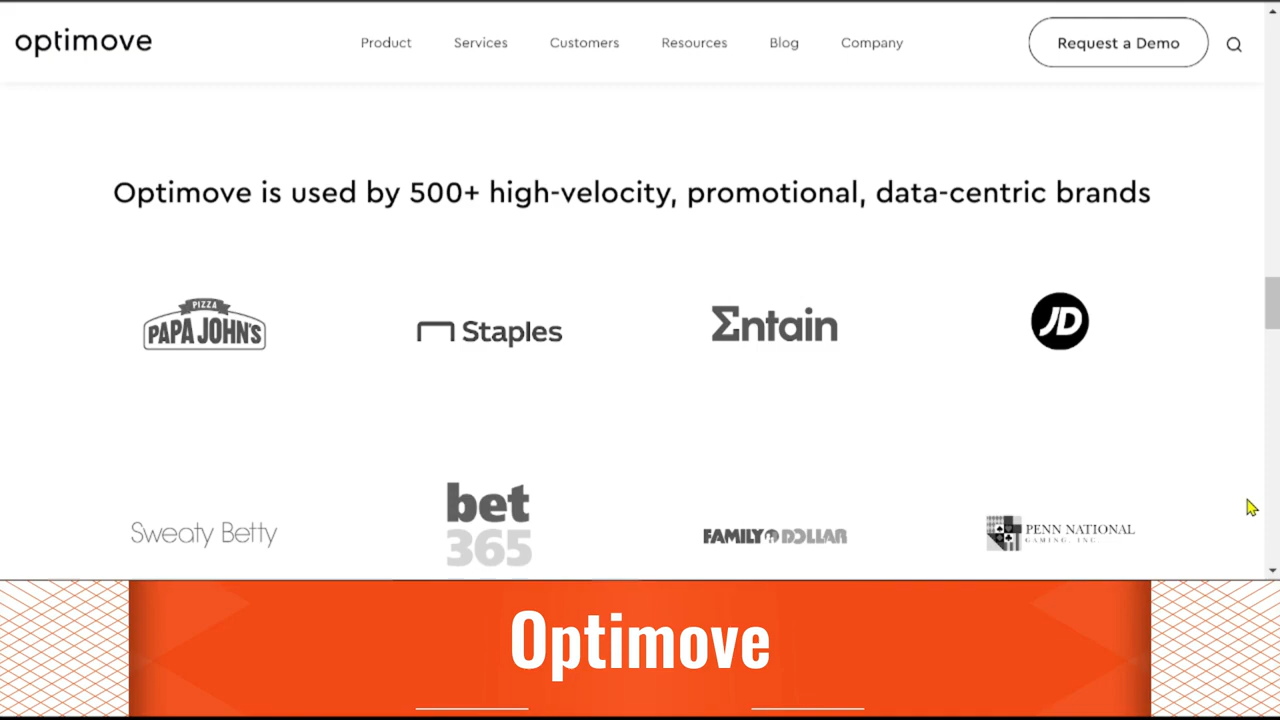 optimove
Product Services Customers Resources Blog Company
Request a Demo
Optimove is used by 500+ high-velocity, promotional, data-centric brands
PIZZA
PAPA JOHN'S
Staples
Σntain
JD
Sweaty Betty
bet
365
FAMILY DOLLAR
PENN NATIONAL
GAMING, INC.
Optimove